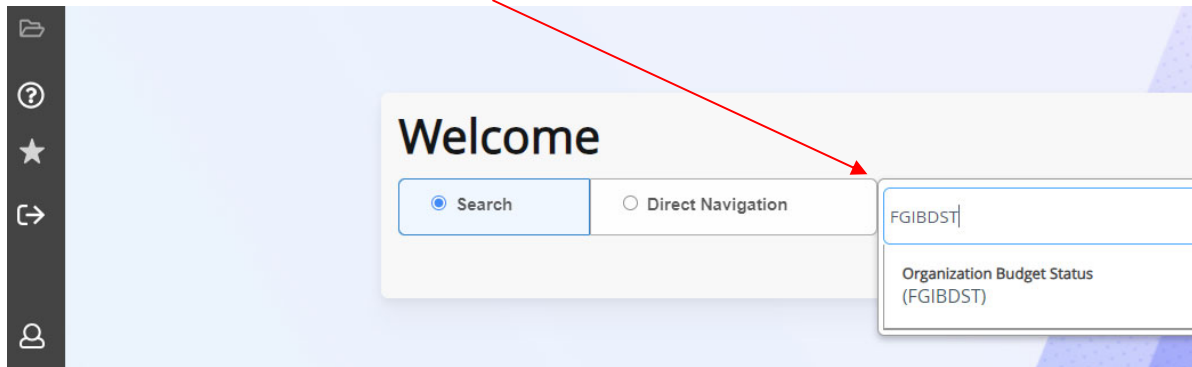 Welcome
Search
Direct Navigation
FGIBDST
Organization Budget Status
(FGIBDST)